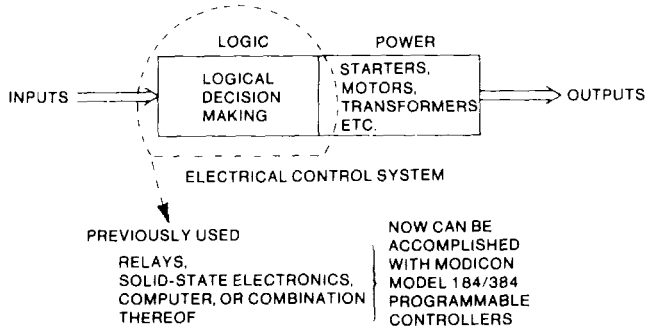 LOGIC
POWER
INPUTS
LOGICAL
DECISION
MAKING
STARTERS,
MOTORS,
TRANSFORMERS
ETC.
OUTPUTS
ELECTRICAL CONTROL SYSTEM
PREVIOUSLY USED
RELAYS,
SOLID-STATE ELECTRONICS,
COMPUTER, OR COMBINATION
THEREOF
NOW CAN BE
ACCOMPLISHED
WITH MODICON
MODEL 184/384
PROGRAMMABLE
CONTROLLERS